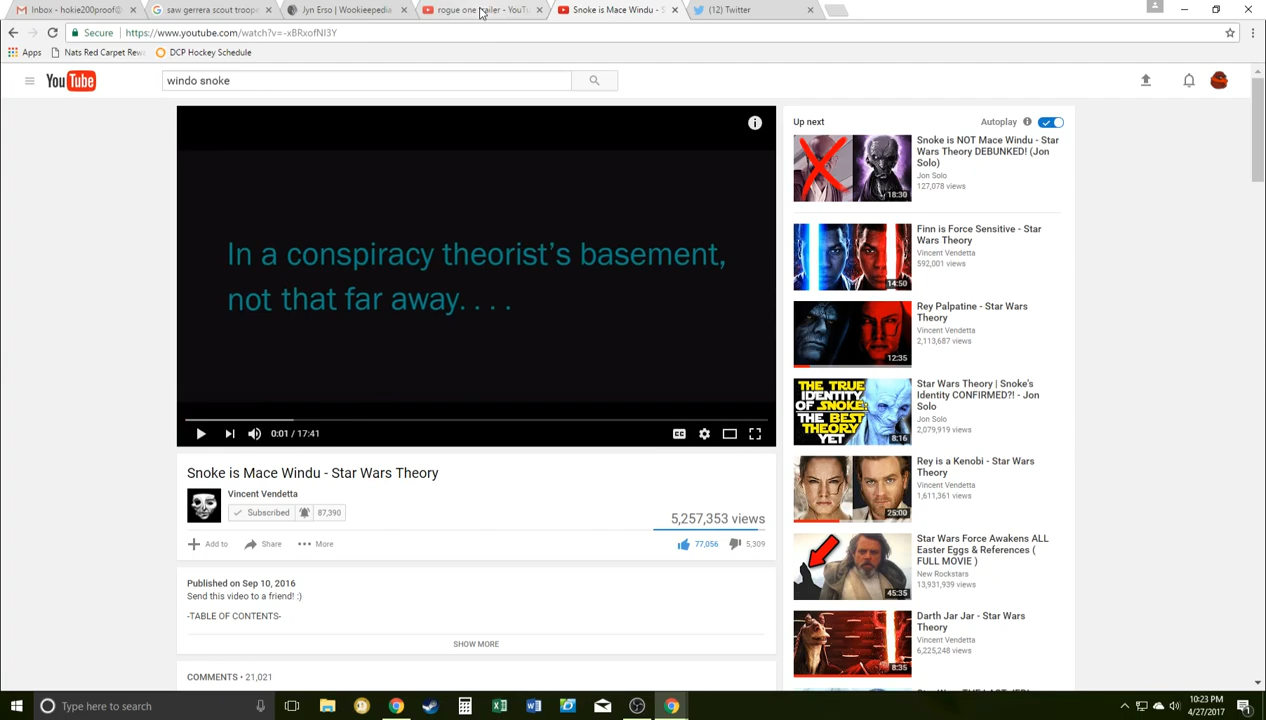 Inbox - hokie200proof@
saw gerrera scout troope
Jyn Erso | Wookieepedia
rogue one trailer - YouTu
Snoke is Mace Windu - S
(12) Twitter
Secure https://www.youtube.com/watch?v=-xBRxofNI3Y
Apps Nats Red Carpet Rew DCP Hockey Schedule
YouTube
windo snoke
In a conspiracy theorist's basement,
not that far away. . . .
0:01 / 17:41
CC
Snoke is Mace Windu - Star Wars Theory
Vincent Vendetta
Subscribed 87,390
5,257,353 views
Add to Share More
77,056 5,309
Published on Sep 10, 2016
Send this video to a friend! :)
-TABLE OF CONTENTS-
SHOW MORE
COMMENTS • 21,021
Up next
Autoplay
Snoke is NOT Mace Windu - Star
Wars Theory DEBUNKED! (Jon
Solo)
Jon Solo
127,078 views
18:30
Finn is Force Sensitive - Star
Wars Theory
Vincent Vendetta
592,001 views
14:50
Rey Palpatine - Star Wars
Theory
Vincent Vendetta
2,113,687 views
12:35
THE TRUE
IDENTITY
OF SNOKE:
THE BEST
THEORY
YET
8:16
Star Wars Theory | Snoke's
Identity CONFIRMED?! - Jon
Solo
Jon Solo
2,079,919 views
Rey is a Kenobi - Star Wars
Theory
Vincent Vendetta
1,611,361 views
25:00
Star Wars Force Awakens ALL
Easter Eggs & References (
FULL MOVIE )
New Rockstars
13,931,939 views
45:35
Darth Jar Jar - Star Wars
Theory
Vincent Vendetta
6,225,248 views
8:35
Type here to search
10:23 PM
4/27/2017